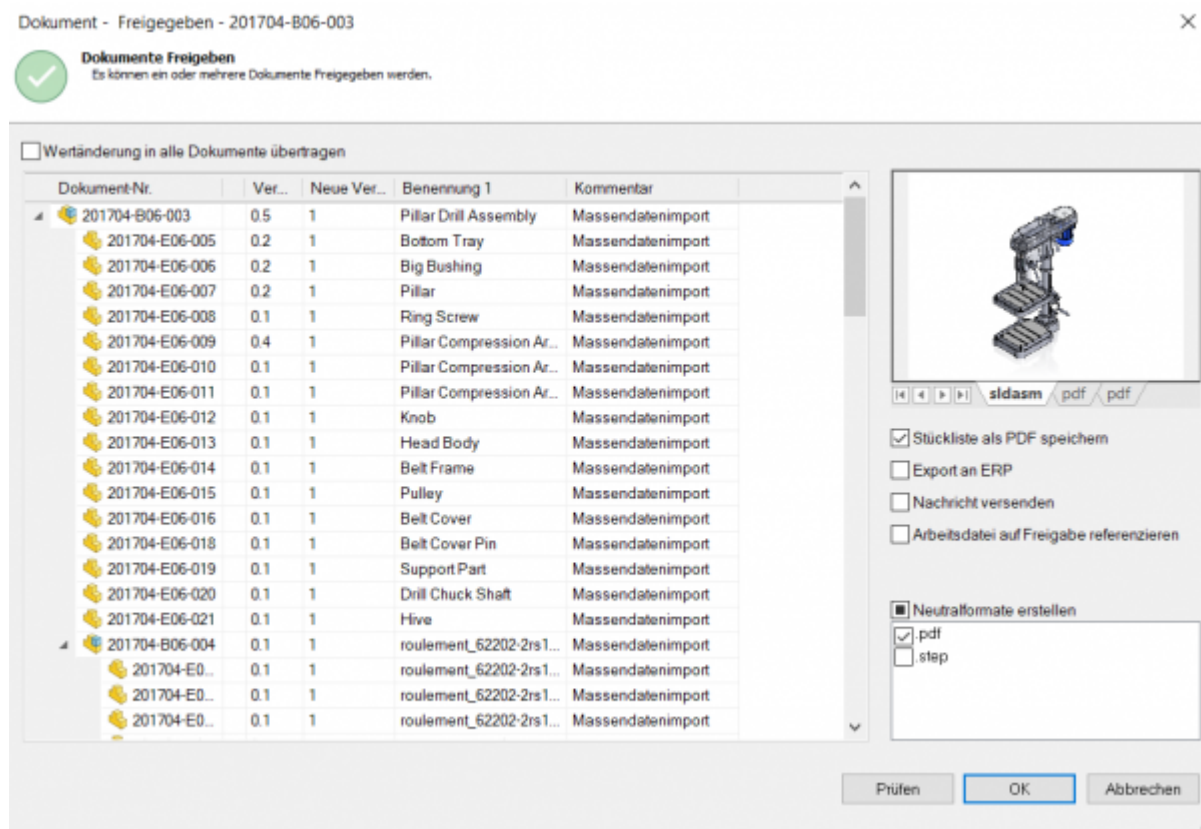 Dokument - Freigegeben - 201704-B06-003
Dokumente Freigeben
Es können ein oder mehrere Dokumente Freigegeben werden.
Wertänderung in alle Dokumente übertragen
Dokument-Nr. Ver... Neue Ver... Benennung 1 Kommentar
201704-B06-003 0.5 1 Pillar Drill Assembly Massendatenimport
201704-E06-005 0.2 1 Bottom Tray Massendatenimport
201704-E06-006 0.2 1 Big Bushing Massendatenimport
201704-E06-007 0.2 1 Pillar Massendatenimport
201704-E06-008 0.1 1 Ring Screw Massendatenimport
201704-E06-009 0.4 1 Pillar Compression Ar... Massendatenimport
201704-E06-010 0.1 1 Pillar Compression Ar... Massendatenimport
201704-E06-011 0.1 1 Pillar Compression Ar... Massendatenimport
201704-E06-012 0.1 1 Knob Massendatenimport
201704-E06-013 0.1 1 Head Body Massendatenimport
201704-E06-014 0.1 1 Belt Frame Massendatenimport
201704-E06-015 0.1 1 Pulley Massendatenimport
201704-E06-016 0.1 1 Belt Cover Massendatenimport
201704-E06-018 0.1 1 Belt Cover Pin Massendatenimport
201704-E06-019 0.1 1 Support Part Massendatenimport
201704-E06-020 0.1 1 Drill Chuck Shaft Massendatenimport
201704-E06-021 0.1 1 Hive Massendatenimport
201704-B06-004 0.1 1 roulement_62202-2rs1... Massendatenimport
201704-E0... 0.1 1 roulement_62202-2rs1... Massendatenimport
201704-E0... 0.1 1 roulement_62202-2rs1... Massendatenimport
201704-E0... 0.1 1 roulement_62202-2rs1... Massendatenimport
sldasm pdf pdf
Stückliste als PDF speichern
Export an ERP
Nachricht versenden
Arbeitsdatei auf Freigabe referenzieren
Neutralformate erstellen
.pdf
.step
Prüfen OK Abbrechen